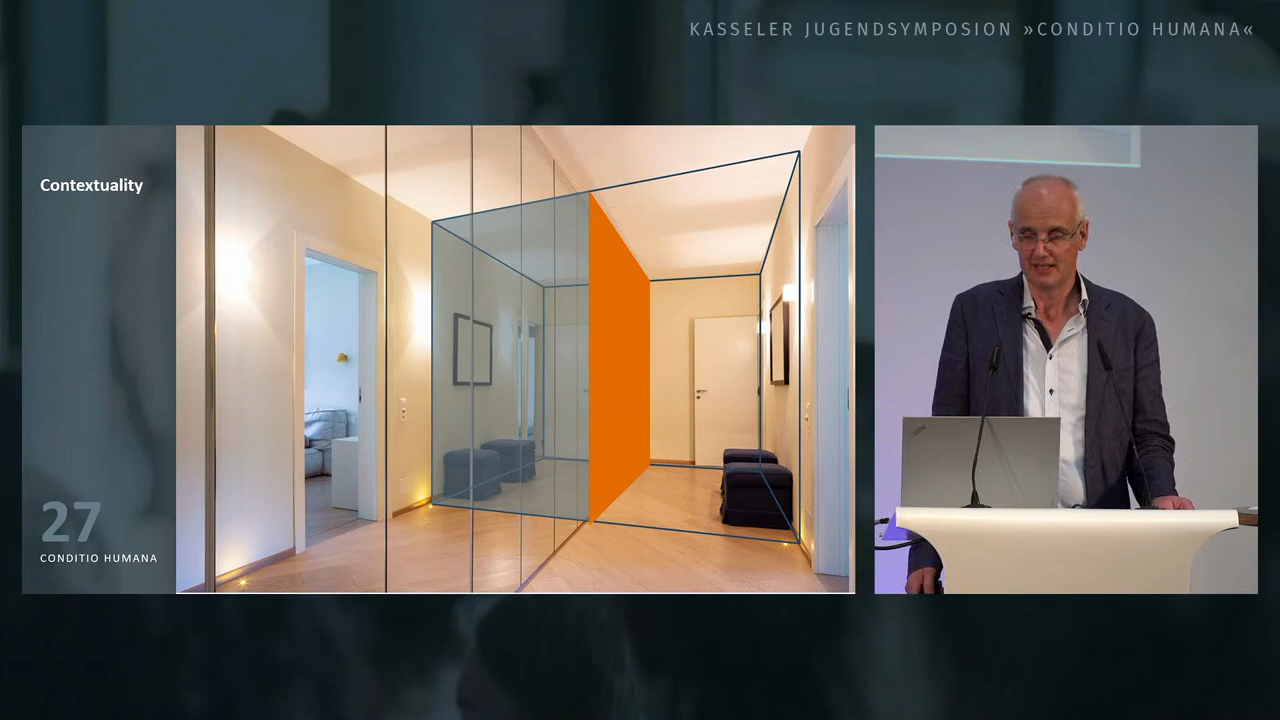 KASSELER JUGENDSYMPOSION »CONDITIO HUMANA«
Contextuality
27
CONDITIO HUMANA